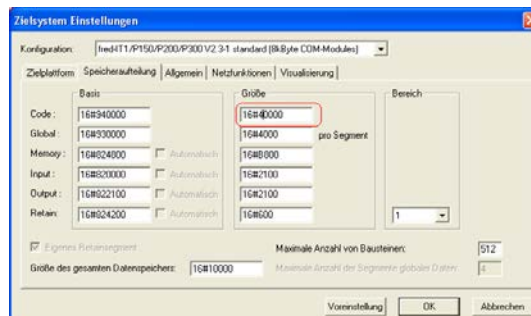 Zielsystem Einstellungen
Konfiguration: fred-IT1/P150/P200/P300 V2.3-1 standard (8kByte COM-Modules)
Zielplattform Speicheraufteilung Allgemein Netzfunktionen Visualisierung
Basis Größe Bereich
Code : 16#940000 16#40000
Global : 16#930000 16#4000 pro Segment
Memory : 16#824800 Automatisch 16#8800
Input : 16#820000 Automatisch 16#2100
Output : 16#822100 Automatisch 16#2100
Retain: 16#824200 Automatisch 16#600 1
Eigenes Retainsegment Maximale Anzahl von Bausteinen: 512
Größe des gesamten Datenspeichers: 16#10000 Maximale Anzahl der Segmente globaler Daten: 4
Voreinstellung OK Abbrechen